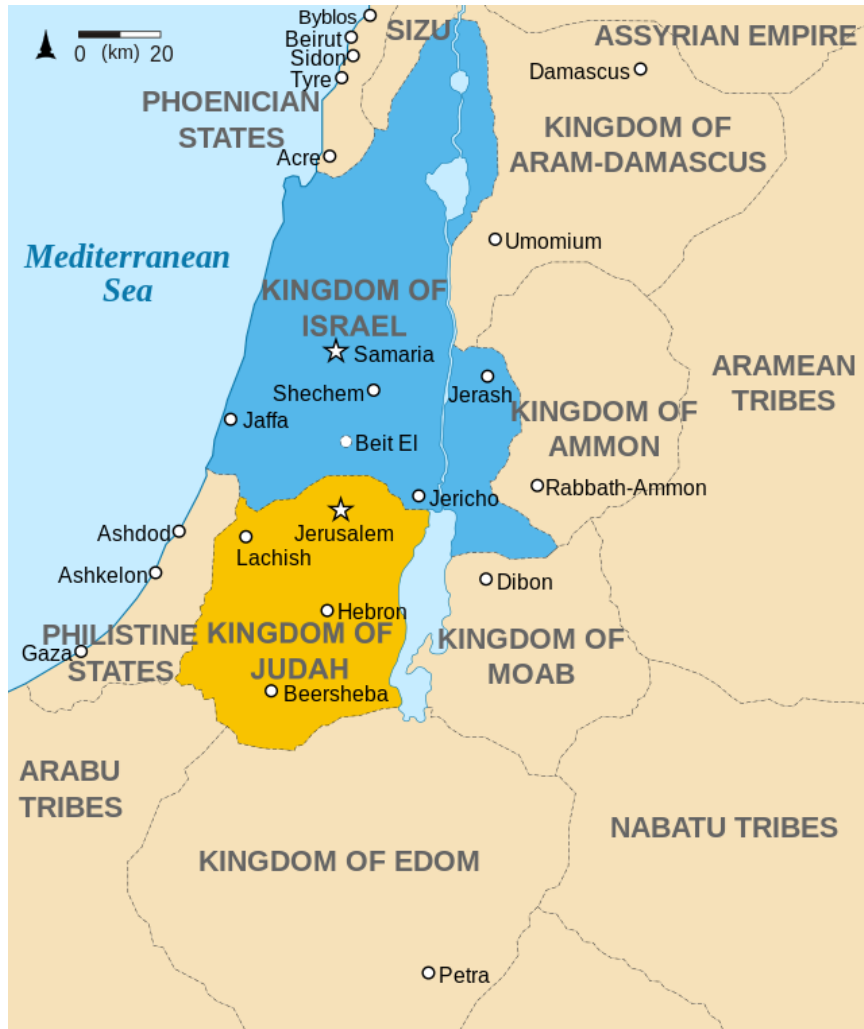 Byblos
SIZU
ASSYRIAN EMPIRE
Beirut
0 (km) 20
Sidon
Damascus
Tyre
PHOENICIAN
STATES
KINGDOM OF
ARAM-DAMASCUS
Acre
Umomium
Mediterranean
Sea
KINGDOM OF
ISRAEL
Samaria
ARAMEAN
TRIBES
Shechem
Jerash
KINGDOM OF
AMMON
Jaffa
Beit El
Rabbath-Ammon
Jericho
Ashdod
Jerusalem
Lachish
Ashkelon
Dibon
Hebron
PHILISTINE
STATES
Gaza
KINGDOM OF
JUDAH
KINGDOM OF
MOAB
Beersheba
ARABU
TRIBES
NABATU TRIBES
KINGDOM OF EDOM
Petra